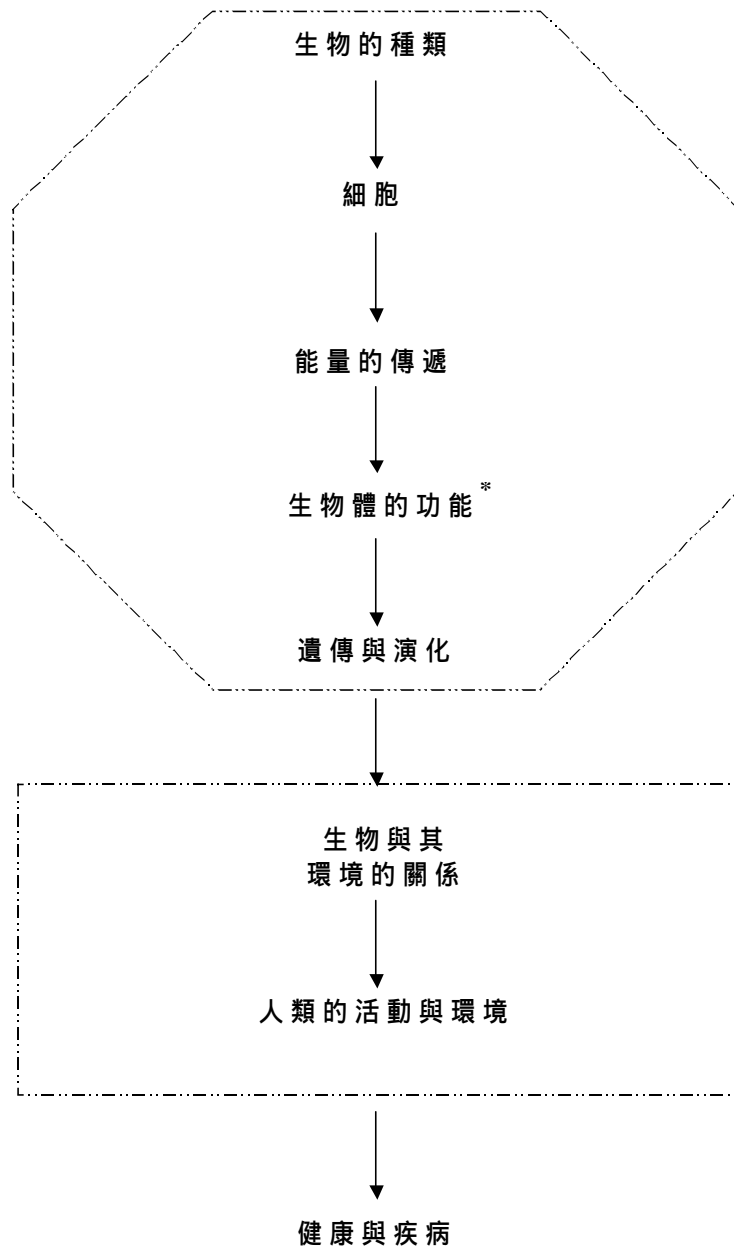 生物的種類
細胞
能量的傳遞
生物體的功能*
遺傳與演化
生物與其
環境的關係
人類的活動與環境
健康與疾病